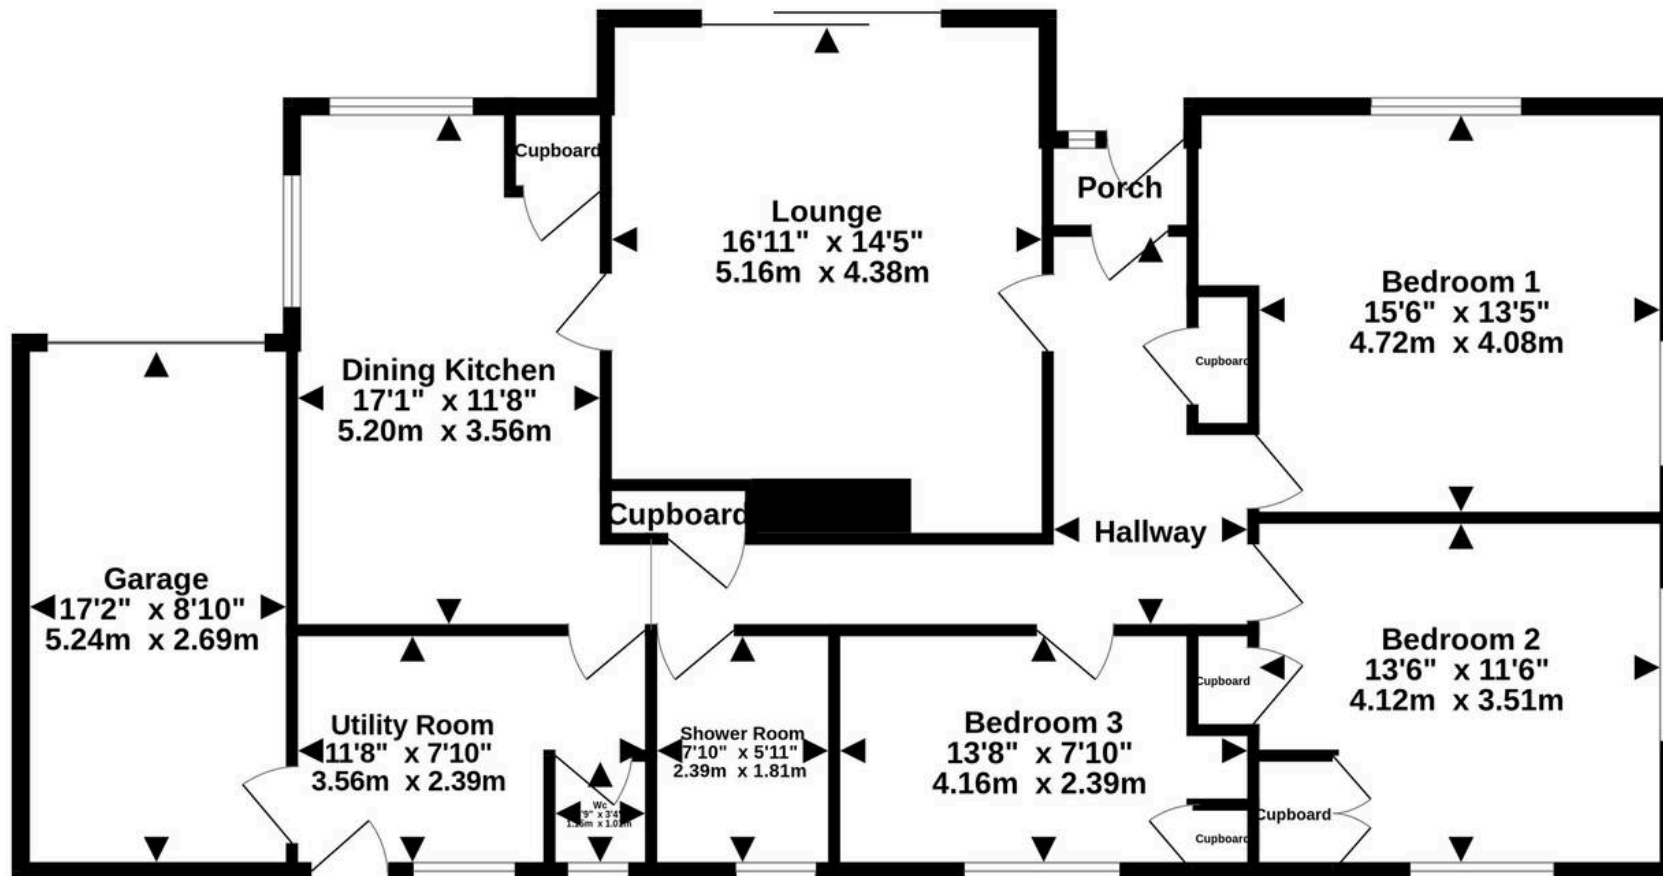 Cupboard
Lounge
16'11" x 14'5"
5.16m x 4.38m
Porch
Bedroom 1
15'6" x 13'5"
4.72m x 4.08m
Cupboard
Dining Kitchen
17'1" x 11'8"
5.20m x 3.56m
Cupboard
Hallway
Garage
17'2" x 8'10"
5.24m x 2.69m
Utility Room
11'8" x 7'10"
3.56m x 2.39m
Wc
x 3'4"
Shower Room
7'10" x 5'11"
2.39m x 1.81m
Bedroom 3
13'8" x 7'10"
4.16m x 2.39m
Cupboard
Cupboard
Bedroom 2
13'6" x 11'6"
4.12m x 3.51m
Cupboard